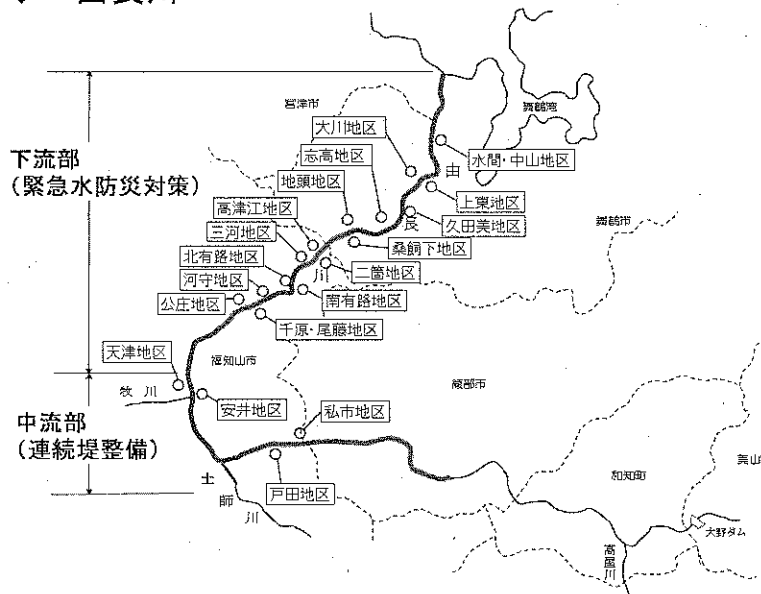 宮津市
舞鶴湾
大川地区
水間・中山地区
志高地区
由
下流部
(緊急水防災対策)
地頭地区
上東地区
高津江地区
良
久田美地区
舞鶴市
三河地区
桑飼下地区
北有路地区
川
二箇地区
河守地区
南有路地区
公庄地区
千原・尾藤地区
天津地区
福知山市
綾部市
牧川
安井地区
私市地区
中流部
(連続堤整備)
和知町
美山
土師川
戸田地区
大野ダム
高屋川